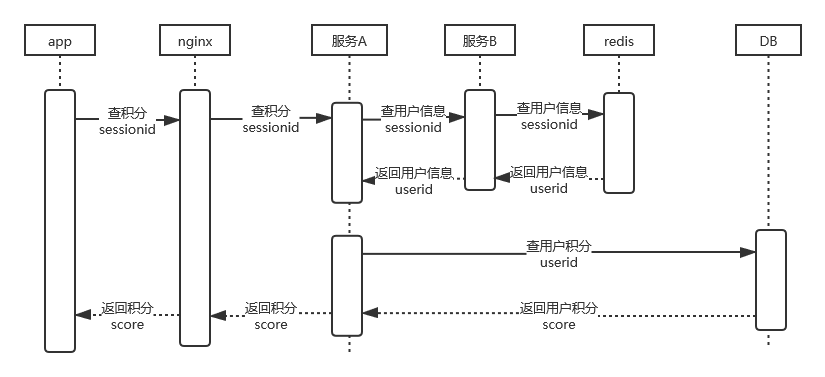 app
nginx
服务A
服务B
redis
DB
查积分
sessionid
查积分
sessionid
查用户信息
sessionid
查用户信息
sessionid
返回用户信息
userid
返回用户信息
userid
查用户积分
userid
返回积分
score
返回积分
score
返回用户积分
score